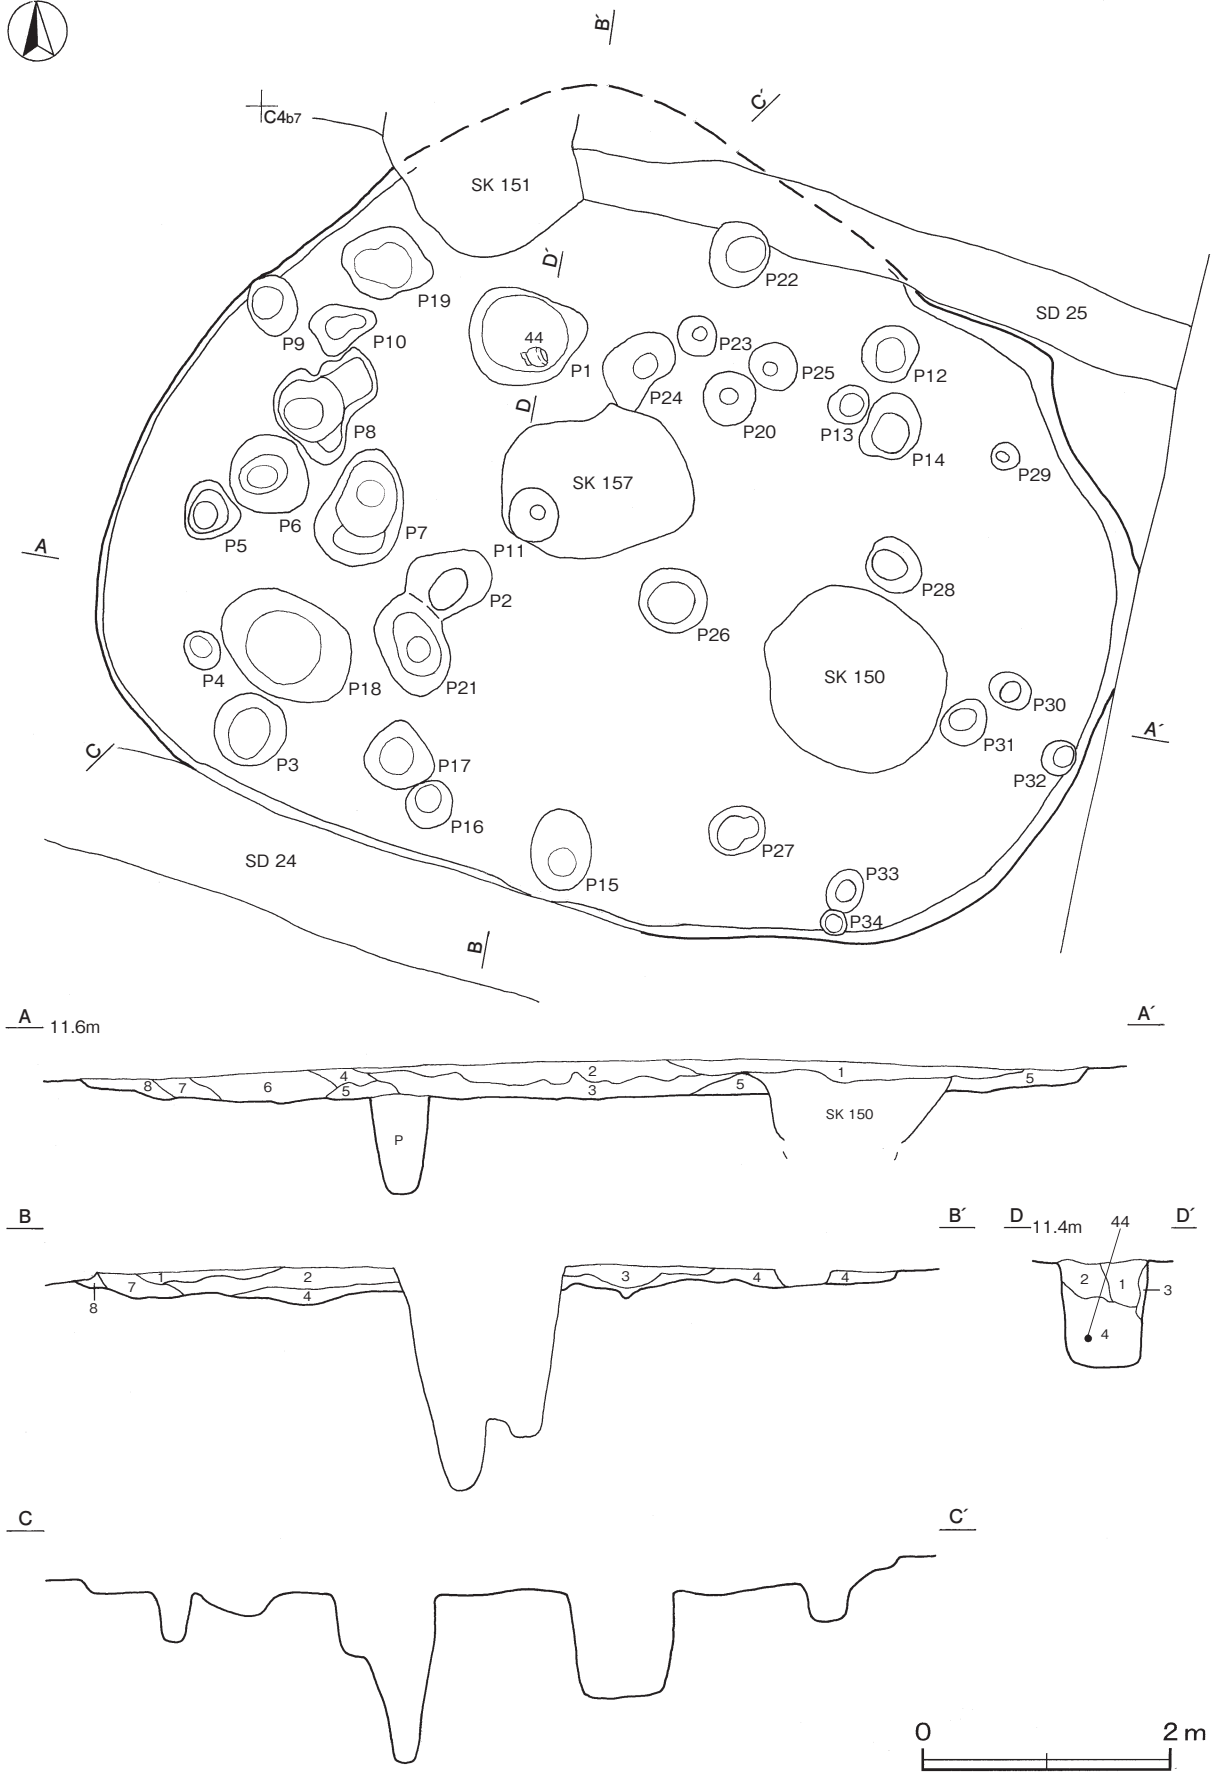 B´
C´
C4b7
SK 151
D´
P22
P19
SD 25
P9
P10
44
P1
P23
P25
P12
P24
D
P20
P13
P8
P14
P29
SK 157
P6
P7
P5
A
P11
P28
P2
P26
P4
P18
P21
SK 150
P30
P31
A´
C
P3
P17
P32
P16
P27
SD 24
P15
P33
P34
B
A 11.6m A´
8 7 6 4 5 2 3 5 1 5
P
SK 150
B B´ D 11.4m 44 D´
8 7 1 2 4 3 4 4
2 1 3
4
C C´
0 2 m